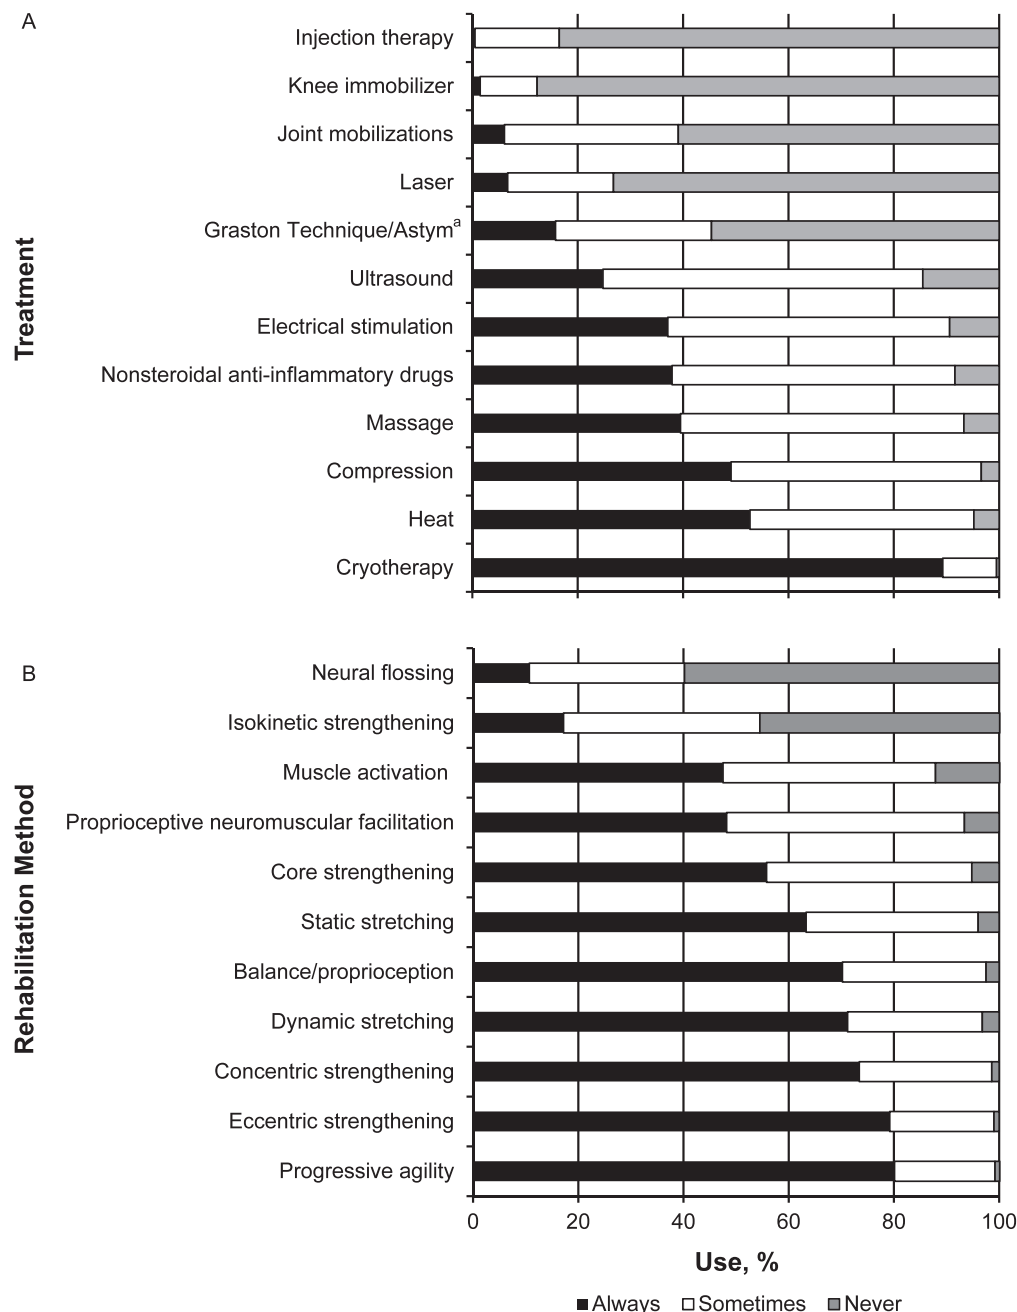 A
Treatment
Injection therapy
Knee immobilizer
Joint mobilizations
Laser
Graston Technique/Astymᵃ
Ultrasound
Electrical stimulation
Nonsteroidal anti-inflammatory drugs
Massage
Compression
Heat
Cryotherapy
B
Rehabilitation Method
Neural flossing
Isokinetic strengthening
Muscle activation
Proprioceptive neuromuscular facilitation
Core strengthening
Static stretching
Balance/proprioception
Dynamic stretching
Concentric strengthening
Eccentric strengthening
Progressive agility
0 20 40 60 80 100
Use, %
Always Sometimes Never